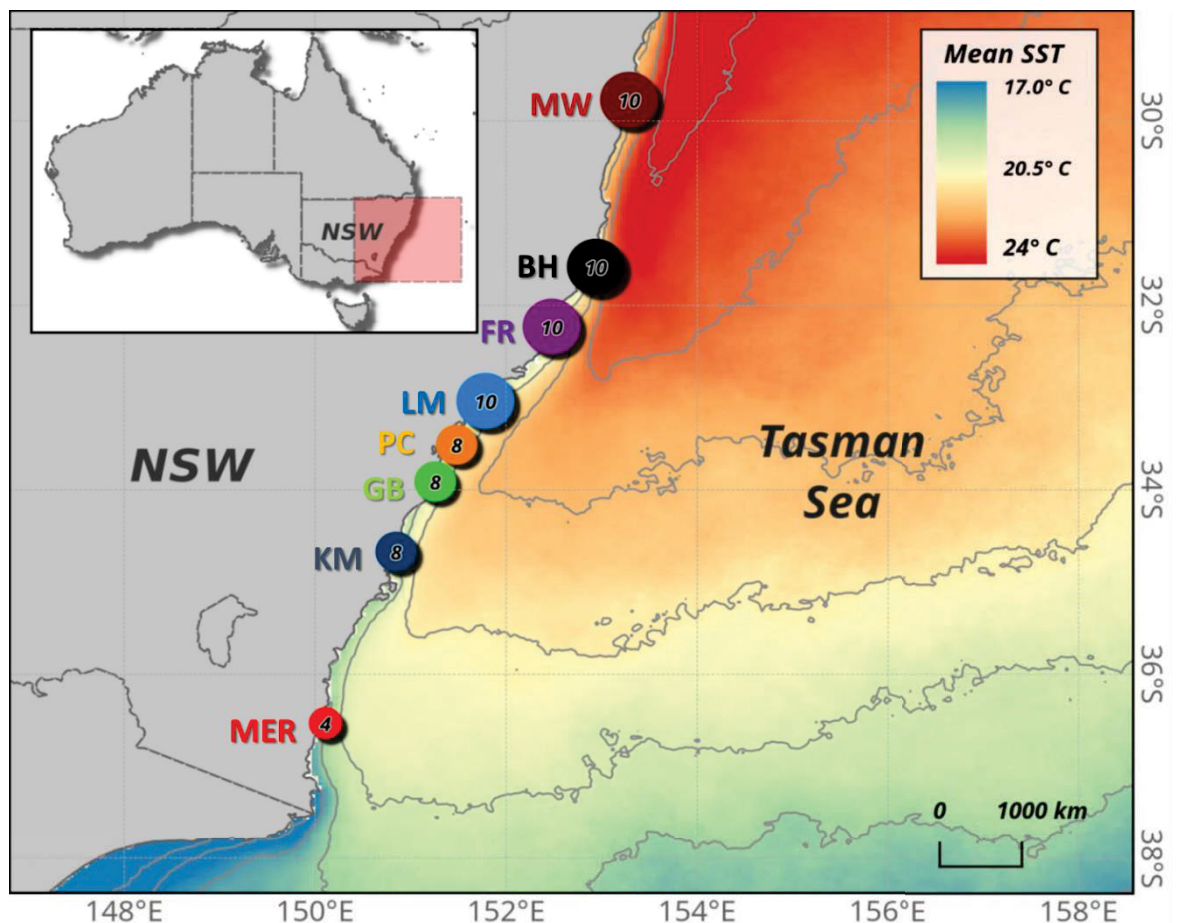 Mean SST
17.0° C
20.5° C
24° C
NSW
MW
10
BH
10
FR
10
LM
10
PC
8
GB
8
KM
8
MER
4
NSW
Tasman
Sea
0 1000 km
30°S
32°S
34°S
36°S
38°S
148°E 150°E 152°E 154°E 156°E 158°E